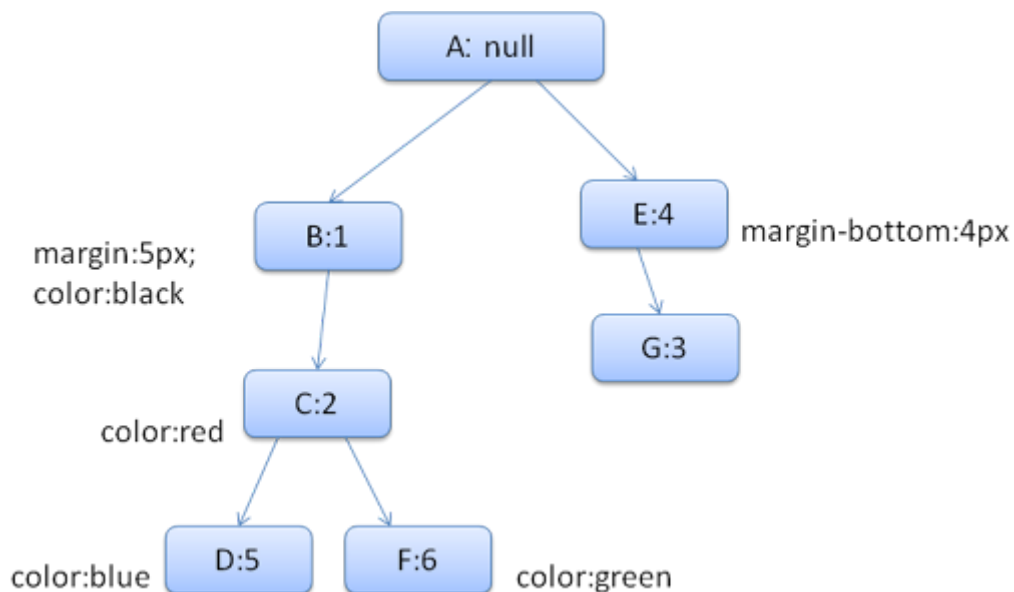 A: null
B:1
E:4
margin:5px;
color:black
margin-bottom:4px
G:3
C:2
color:red
D:5
F:6
color:blue
color:green